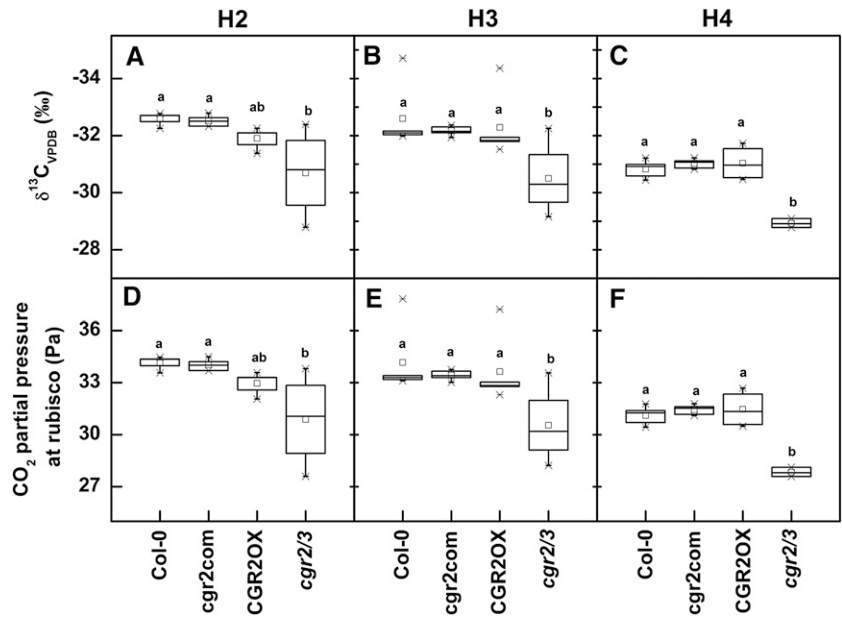 H2 H3 H4
A B C
δ¹³C_VPDB (‰)
-34
-32
-30
-28
a a ab b
a a a b
a a a b
D E F
CO₂ partial pressure
at rubisco (Pa)
36
33
30
27
a a ab b
a a a b
a a a b
Col-0 cgr2com CGR2OX cgr2/3
Col-0 cgr2com CGR2OX cgr2/3
Col-0 cgr2com CGR2OX cgr2/3